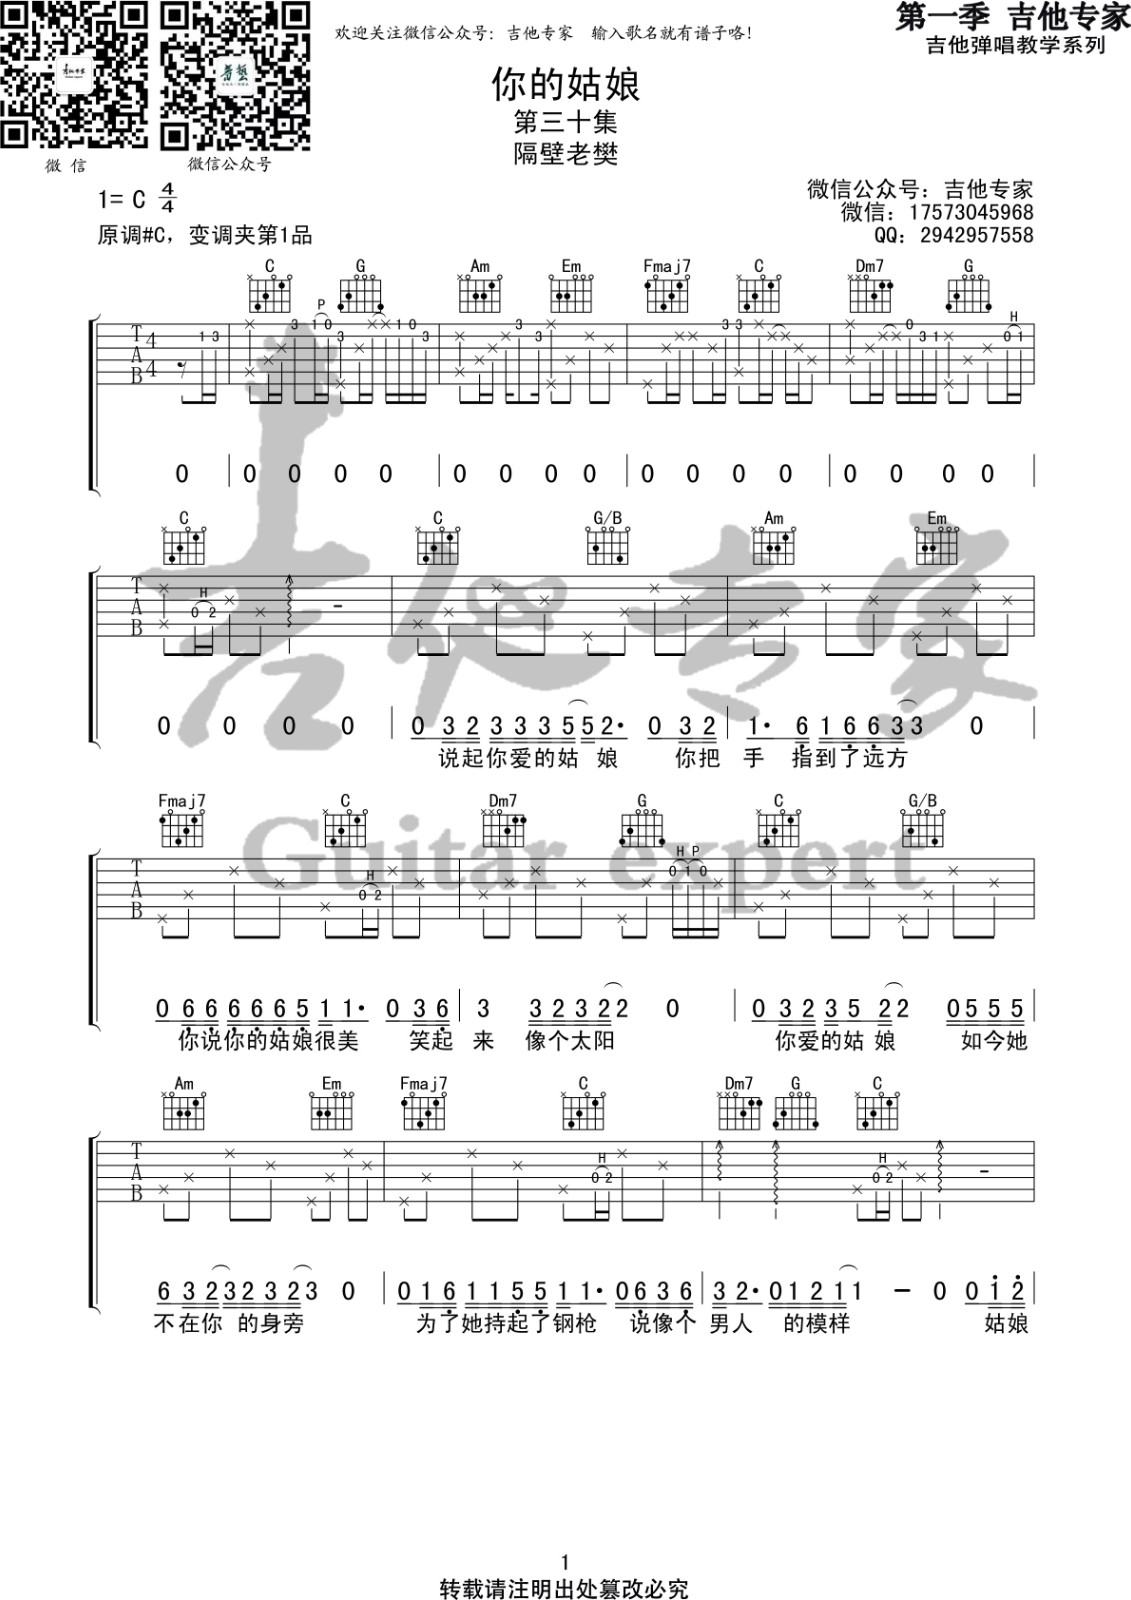 欢迎关注微信公众号：吉他专家 输入歌名就有谱子咯!
第一季 吉他专家
吉他弹唱教学系列
微 信
微信公众号
你的姑娘
第三十集
隔壁老樊
1= C 4/4
原调#C，变调夹第1品
微信公众号：吉他专家
微信：17573045968
QQ：2942957558
C G Am Em Fmaj7 C Dm7 G
0 0 0 0 0 0 0 0 0 0 0 0 0 0 0 0 0
C C G/B Am Em
0 0 0 0 0 3 2 3 3 3 5 5 2· 0 3 2 1· 6 1 6 6 3 3 0
说起你爱的姑 娘 你把 手 指到了远方
Fmaj7 C Dm7 G C G/B
0 6 6 6 6 6 5 1 1· 0 3 6 3 3 2 3 2 2 0 0 3 2 3 5 2 2 0 5 5 5
你说你的姑娘很美 笑起 来 像个太阳 你爱的姑 娘 如今她
Am Em Fmaj7 C Dm7 G C
6 3 2 3 2 3 2 3 0 0 1 6 1 1 5 5 1 1· 0 6 3 6 3 2· 0 1 2 1 1 - 0 0 1 2
不在你 的身旁 为了她持起了钢枪 说像个 男人 的模样 姑娘
吉他专家
Guitar expert
1
转载请注明出处篡改必究